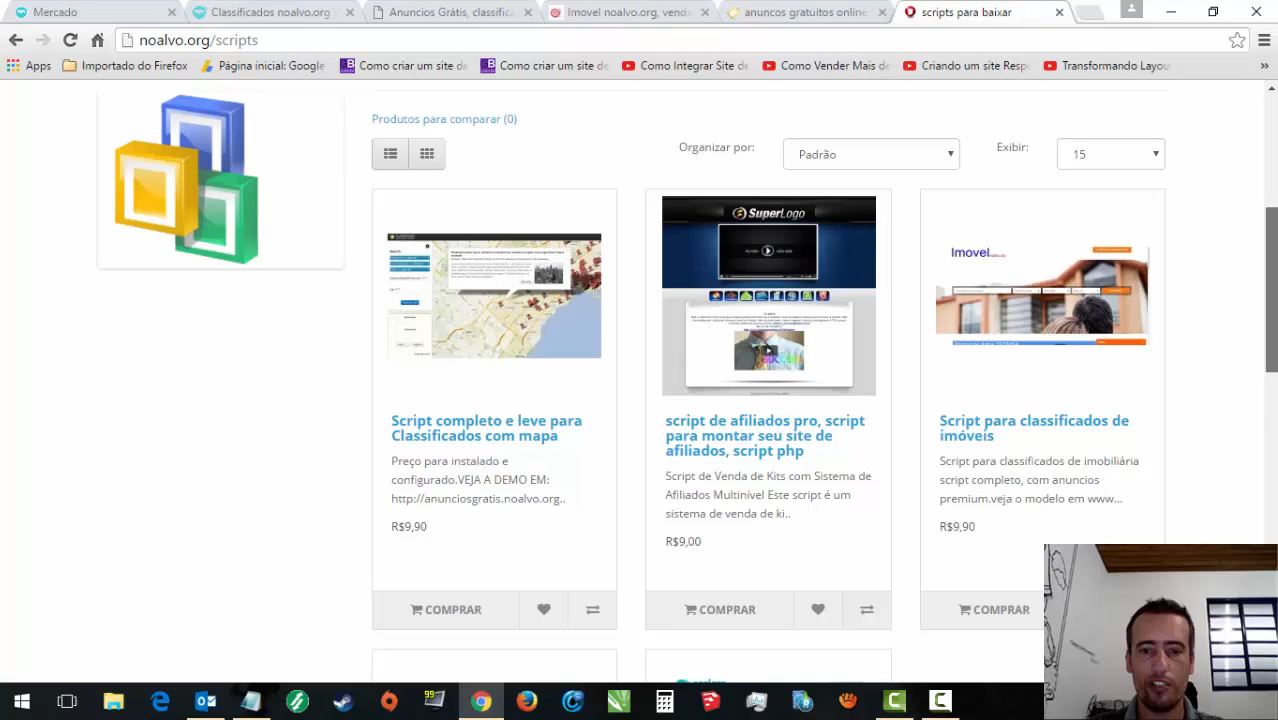 Mercado
Classificados noalvo.org
Anuncios Grátis, classifica
Imovel noalvo.org, vende
anuncos gratuitos online
scripts para baixar
noalvo.org/scripts
Apps
Importado do Firefox
Página inicial: Google
Como criar um site de
Como criar um site de
Como Integrar Site de
Como Vender Mais de
Criando um site Resp
Transformando Layou
Produtos para comparar (0)
Organizar por:
Padrão
Exibir:
15
SuperLogo
Imovel
Script completo e leve para
Classificados com mapa
Preço para instalado e
configurado.VEJA A DEMO EM:
http://anunciosgratis.noalvo.org..
R$9,90
COMPRAR
script de afiliados pro, script
para montar seu site de
afiliados, script php
Script de Venda de Kits com Sistema de
Afiliados Multinível Este script é um
sistema de venda de ki..
R$9,00
COMPRAR
Script para classificados de
imóveis
Script para classificados de imobiliária
script completo, com anuncios
premium.veja o modelo em www...
R$9,90
COMPRAR
99